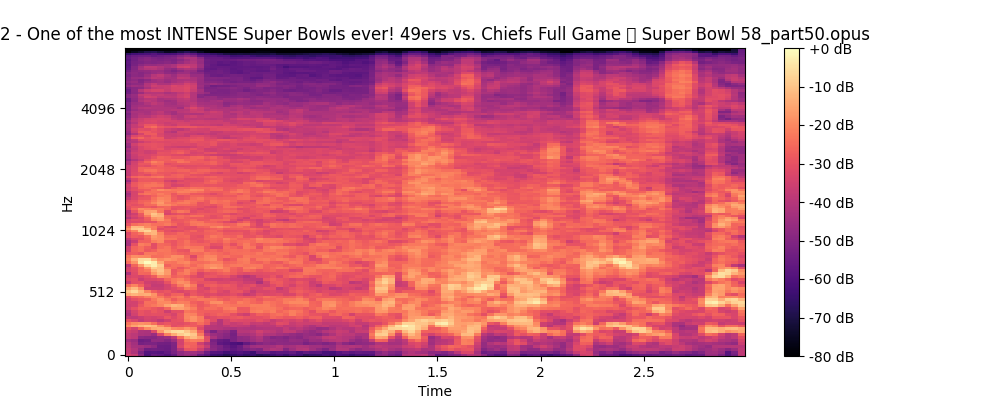 2 - One of the most INTENSE Super Bowls ever! 49ers vs. Chiefs Full Game ▯ Super Bowl 58_part50.opus
+0 dB
4096
-10 dB
-20 dB
2048
-30 dB
Hz
1024
-40 dB
-50 dB
512
-60 dB
-70 dB
0
-80 dB
0 0.5 1 1.5 2 2.5
Time